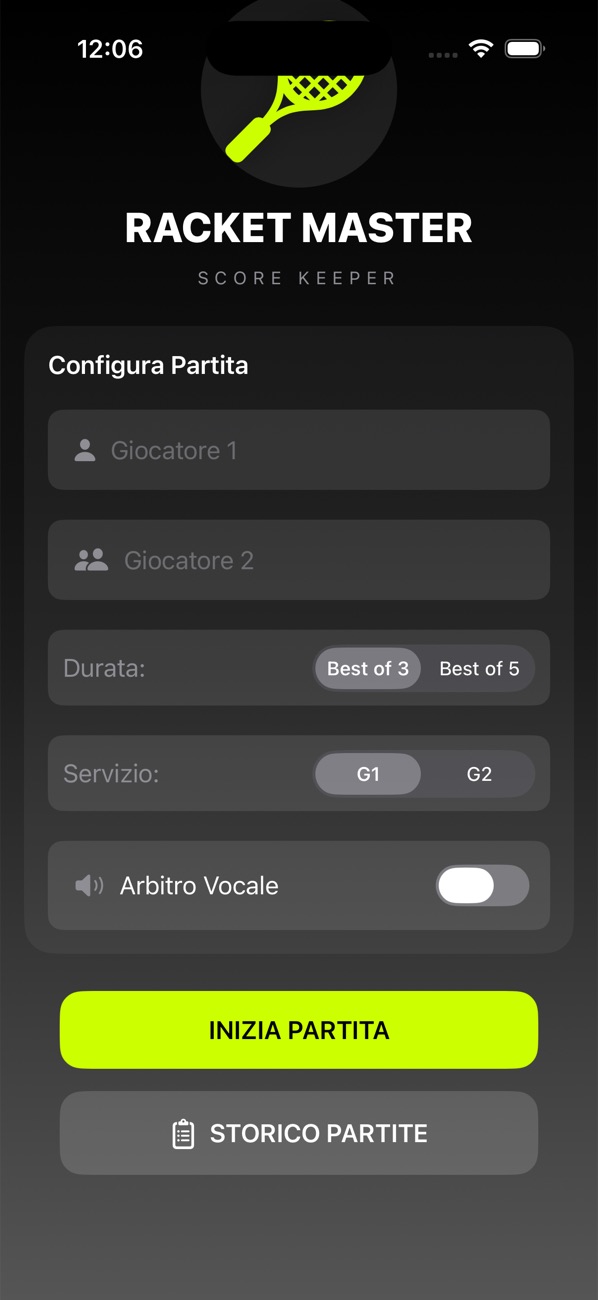 12:06
RACKET MASTER
SCORE KEEPER
Configura Partita
Giocatore 1
Giocatore 2
Durata: Best of 3 Best of 5
Servizio: G1 G2
Arbitro Vocale
INIZIA PARTITA
STORICO PARTITE